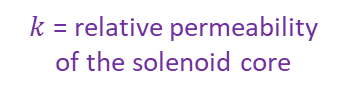 k = relative permeability
of the solenoid core